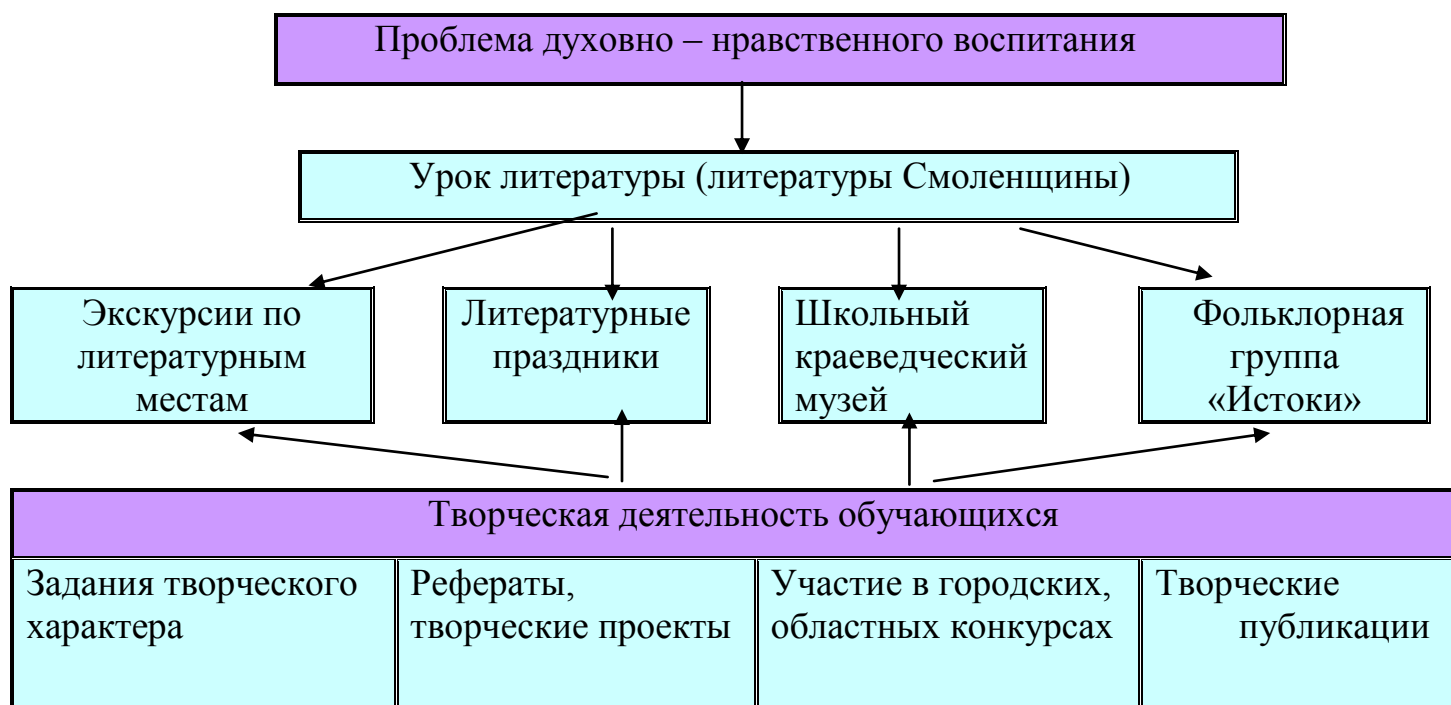 Проблема духовно – нравственного воспитания
Урок литературы (литературы Смоленщины)
Экскурсии по
литературным
местам
Литературные
праздники
Школьный
краеведческий
музей
Фольклорная
группа
«Истоки»
Творческая деятельность обучающихся
Задания творческого
характера
Рефераты,
творческие проекты
Участие в городских,
областных конкурсах
Творческие
публикации